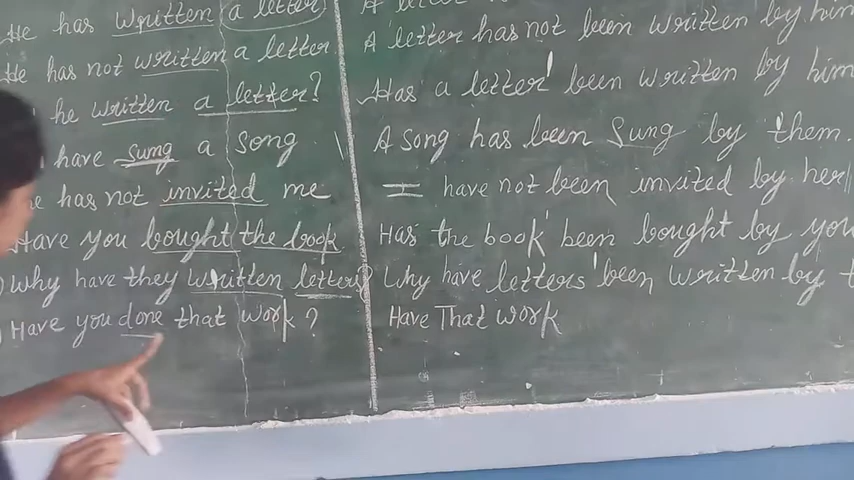 He has written a letter
He has not written a letter
he written a letter?
have sung a song
has not invited me
Have you bought the book
Why have they written letters?
Have you done that work?
A letter
A letter has not been written by him
Has a letter been written by him
A song has been sung by them.
I have not been invited by her
Has the book been bought by you
Why have letters been written by
Have That work